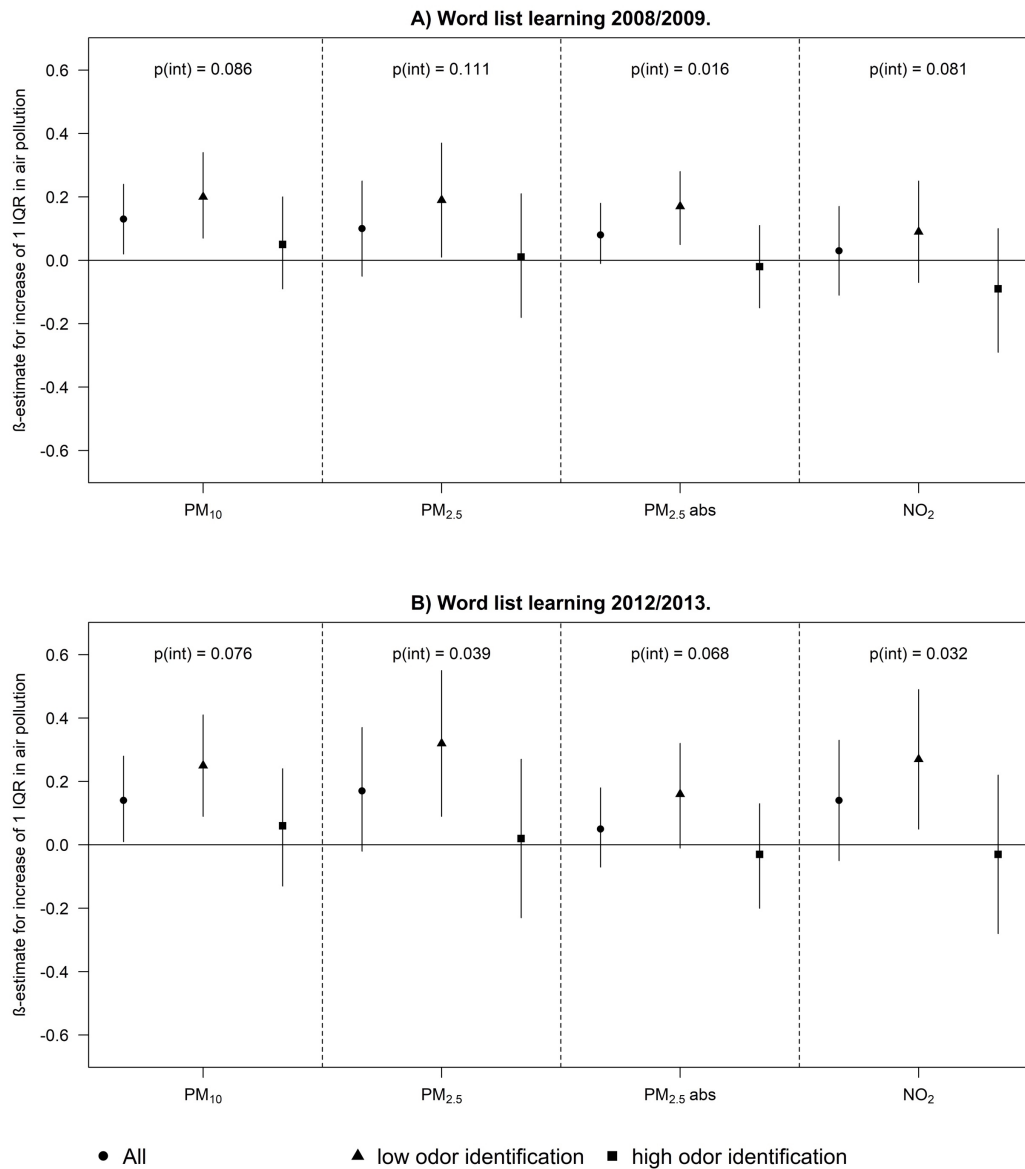 A) Word list learning 2008/2009.
ß-estimate for increase of 1 IQR in air pollution
p(int) = 0.086 p(int) = 0.111 p(int) = 0.016 p(int) = 0.081
0.6
0.4
0.2
0.0
-0.2
-0.4
-0.6
PM10 PM2.5 PM2.5 abs NO2
B) Word list learning 2012/2013.
ß-estimate for increase of 1 IQR in air pollution
p(int) = 0.076 p(int) = 0.039 p(int) = 0.068 p(int) = 0.032
0.6
0.4
0.2
0.0
-0.2
-0.4
-0.6
PM10 PM2.5 PM2.5 abs NO2
All low odor identification high odor identification